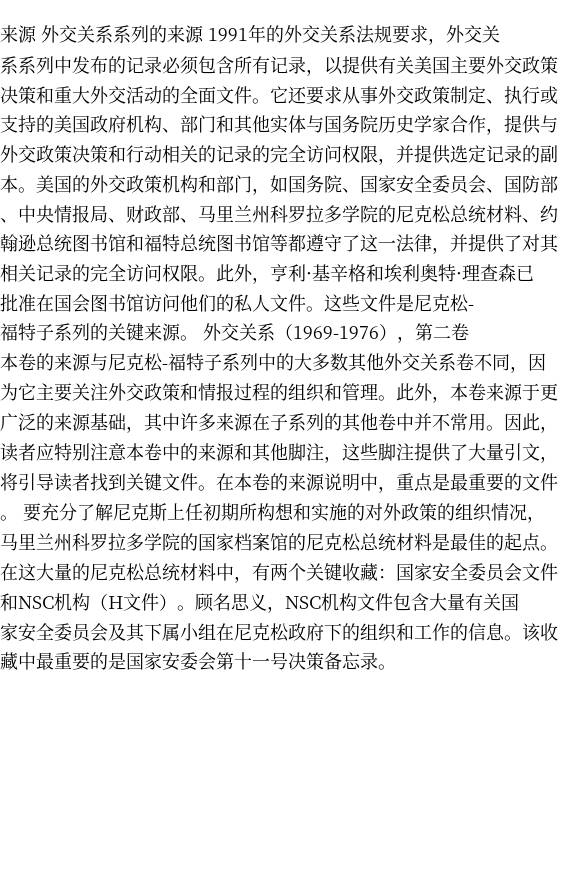 来源 外交关系系列的来源 1991年的外交关系法规要求，外交关
系系列中发布的记录必须包含所有记录，以提供有关美国主要外交政策
决策和重大外交活动的全面文件。它还要求从事外交政策制定、执行或
支持的美国政府机构、部门和其他实体与国务院历史学家合作，提供与
外交政策决策和行动相关的记录的完全访问权限，并提供选定记录的副
本。美国的外交政策机构和部门，如国务院、国家安全委员会、国防部
、中央情报局、财政部、马里兰州科罗拉多学院的尼克松总统材料、约
翰逊总统图书馆和福特总统图书馆等都遵守了这一法律，并提供了对其
相关记录的完全访问权限。此外，亨利·基辛格和埃利奥特·理查森已
批准在国会图书馆访问他们的私人文件。这些文件是尼克松-
福特子系列的关键来源。 外交关系（1969-1976），第二卷
本卷的来源与尼克松-福特子系列中的大多数其他外交关系卷不同，因
为它主要关注外交政策和情报过程的组织和管理。此外，本卷来源于更
广泛的来源基础，其中许多来源在子系列的其他卷中并不常用。因此，
读者应特别注意本卷中的来源和其他脚注，这些脚注提供了大量引文，
将引导读者找到关键文件。在本卷的来源说明中，重点是最重要的文件
。 要充分了解尼克斯上任初期所构想和实施的对外政策的组织情况，
马里兰州科罗拉多学院的国家档案馆的尼克松总统材料是最佳的起点。
在这大量的尼克松总统材料中，有两个关键收藏：国家安全委员会文件
和NSC机构（H文件）。顾名思义，NSC机构文件包含大量有关国
家安全委员会及其下属小组在尼克松政府下的组织和工作的信息。该收
藏中最重要的是国家安委会第十一号决策备忘录。